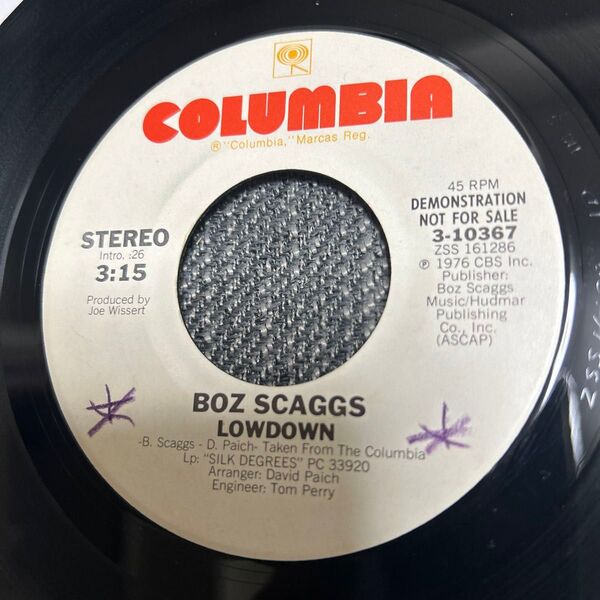 COLUMBIA
® "Columbia," Marcas Reg.
STEREO
Intro. :26
3:15
Produced by
Joe Wissert
45 RPM
DEMONSTRATION
NOT FOR SALE
3-10367
ZSS 161286
℗ 1976 CBS Inc.
Publisher:
Boz Scaggs
Music/Hudmar
Publishing
Co., Inc.
(ASCAP)
BOZ SCAGGS
LOWDOWN
-B. Scaggs - D. Paich- Taken From The Columbia
Lp: "SILK DEGREES" PC 33920
Arranger: David Paich
Engineer: Tom Perry